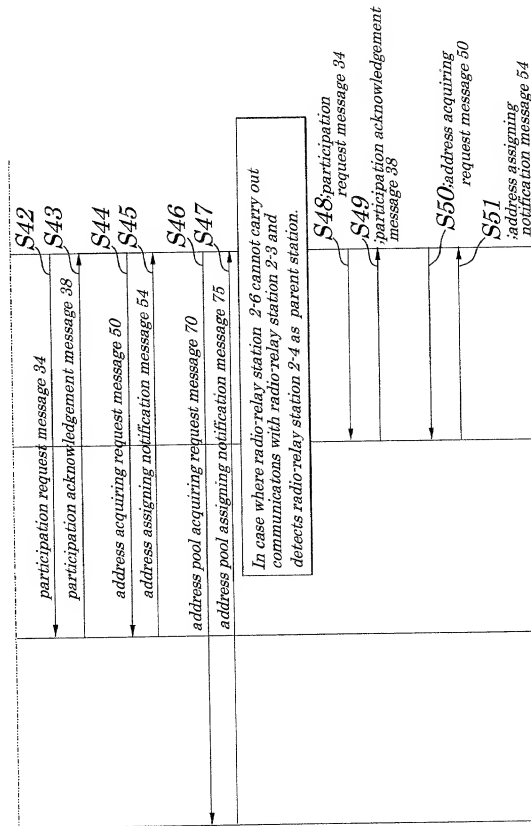 S42
participation request message 34
S43
participation acknowledgement message 38
S44
address acquiring request message 50
S45
address assigning notification message 54
S46
address pool acquiring request message 70
S47
address pool assigning notification message 75
In case where radio-relay station 2-6 cannot carry out
communicatons with radio-relay station 2-3 and
detects radio-relay station 2-4 as parent station.
S48;participation
request message 34
S49
;participation acknowledgement
message 38
S50;address acquiring
request message 50
S51
;address assigning
notification message 54